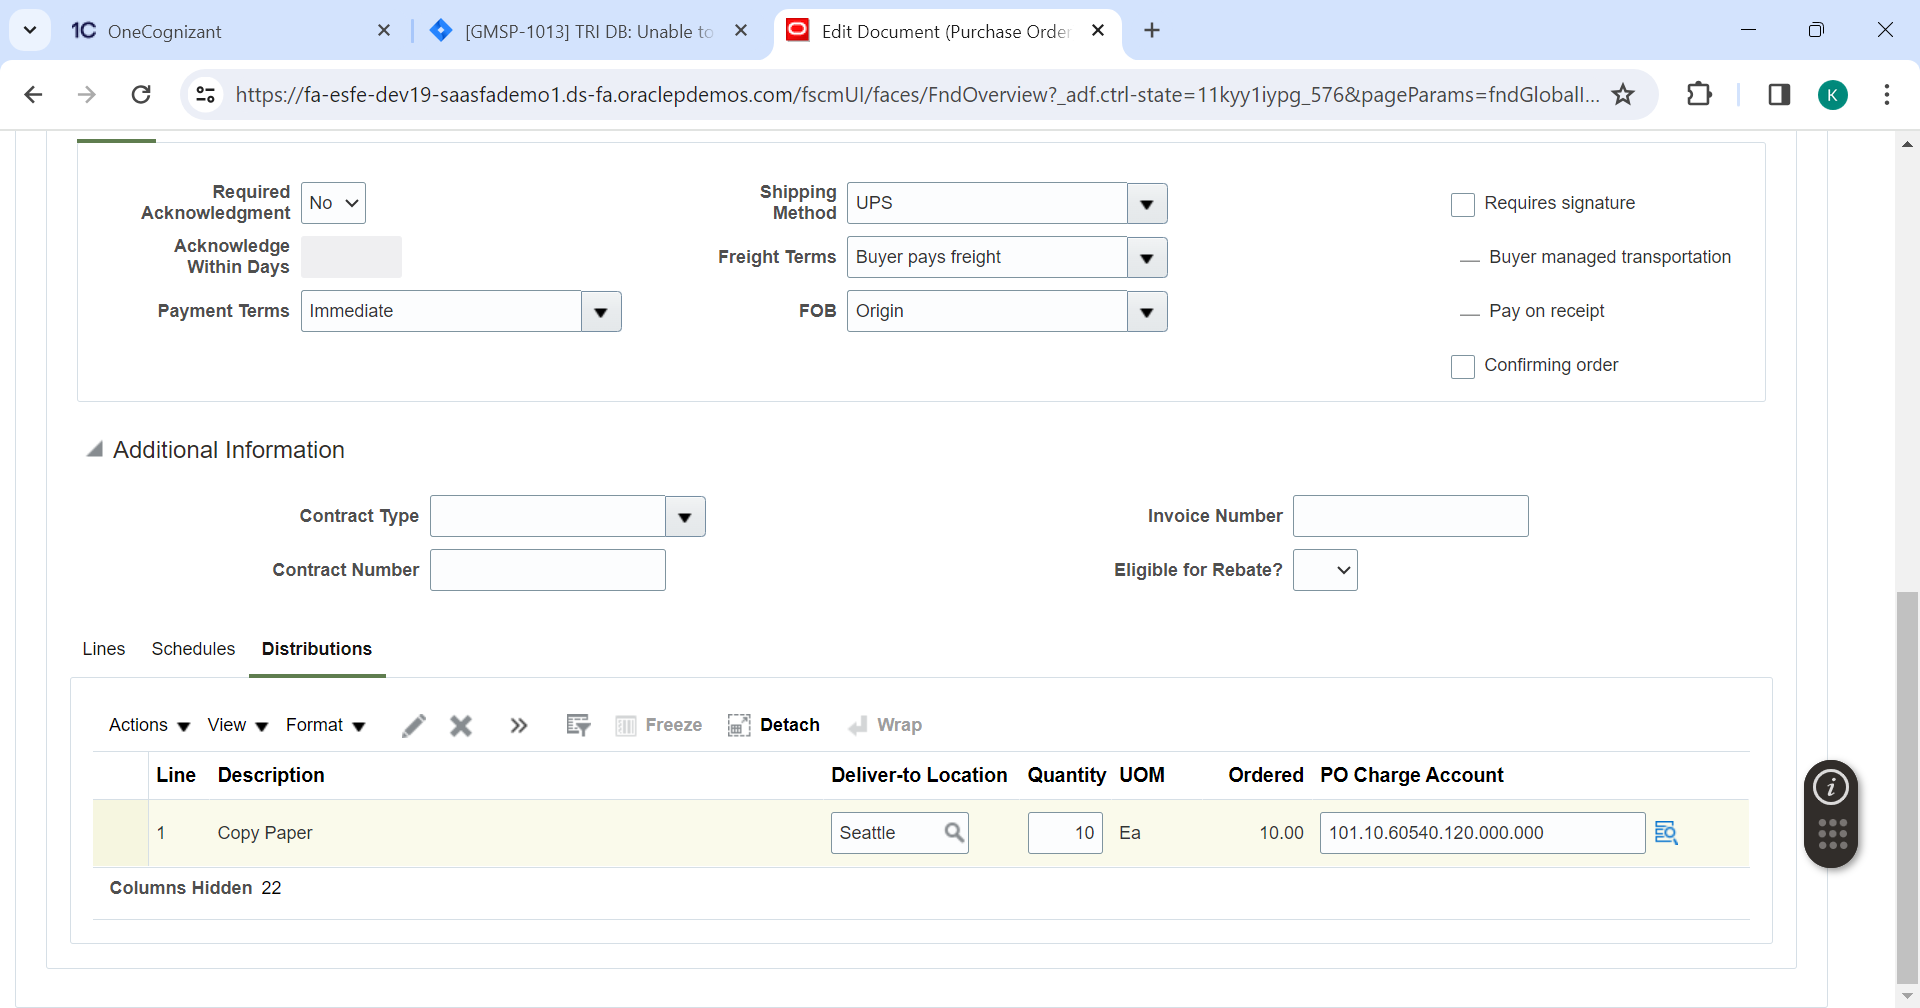 OneCognizant
[GMSP-1013] TRI DB: Unable to
Edit Document (Purchase Order
https://fa-esfe-dev19-saasfademo1.ds-fa.oraclepdemos.com/fscmUI/faces/FndOverview?_adf.ctrl-state=11kyy1iypg_576&pageParams=fndGlobalI...
K
Required Acknowledgment No
Shipping Method UPS
Requires signature
Acknowledge Within Days
Freight Terms Buyer pays freight
Buyer managed transportation
Payment Terms Immediate
FOB Origin
Pay on receipt
Confirming order
Additional Information
Contract Type
Invoice Number
Contract Number
Eligible for Rebate?
Lines Schedules Distributions
Actions View Format Freeze Detach Wrap
Line Description Deliver-to Location Quantity UOM Ordered PO Charge Account
1 Copy Paper Seattle 10 Ea 10.00 101.10.60540.120.000.000
Columns Hidden 22